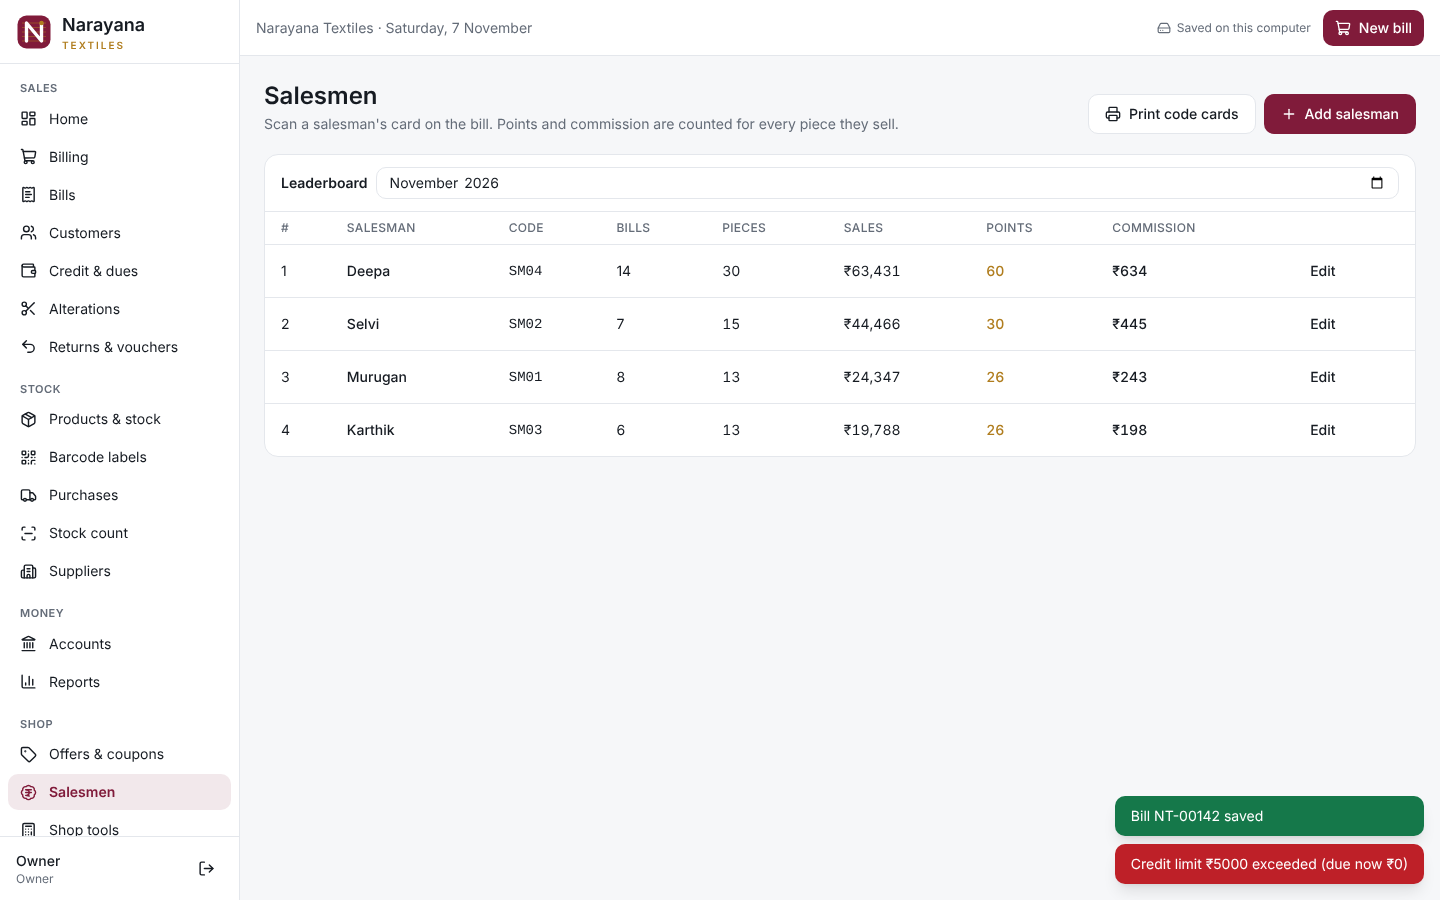 Narayana
TEXTILES
Narayana Textiles · Saturday, 7 November
Saved on this computer
New bill
SALES
Home
Billing
Bills
Customers
Credit & dues
Alterations
Returns & vouchers
STOCK
Products & stock
Barcode labels
Purchases
Stock count
Suppliers
MONEY
Accounts
Reports
SHOP
Offers & coupons
Salesmen
Shop tools
Owner
Owner
Salesmen
Scan a salesman's card on the bill. Points and commission are counted for every piece they sell.
Print code cards
Add salesman
Leaderboard November 2026
# SALESMAN CODE BILLS PIECES SALES POINTS COMMISSION
1 Deepa SM04 14 30 ₹63,431 60 ₹634 Edit
2 Selvi SM02 7 15 ₹44,466 30 ₹445 Edit
3 Murugan SM01 8 13 ₹24,347 26 ₹243 Edit
4 Karthik SM03 6 13 ₹19,788 26 ₹198 Edit
Bill NT-00142 saved
Credit limit ₹5000 exceeded (due now ₹0)